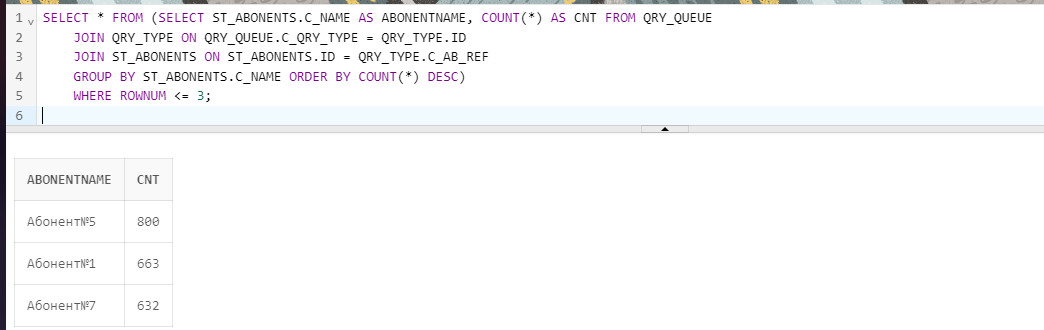 1 SELECT * FROM (SELECT ST_ABONENTS.C_NAME AS ABONENTNAME, COUNT(*) AS CNT FROM QRY_QUEUE
2 JOIN QRY_TYPE ON QRY_QUEUE.C_QRY_TYPE = QRY_TYPE.ID
3 JOIN ST_ABONENTS ON ST_ABONENTS.ID = QRY_TYPE.C_AB_REF
4 GROUP BY ST_ABONENTS.C_NAME ORDER BY COUNT(*) DESC)
5 WHERE ROWNUM <= 3;
6
ABONENTNAME CNT
Абонент№5 800
Абонент№1 663
Абонент№7 632